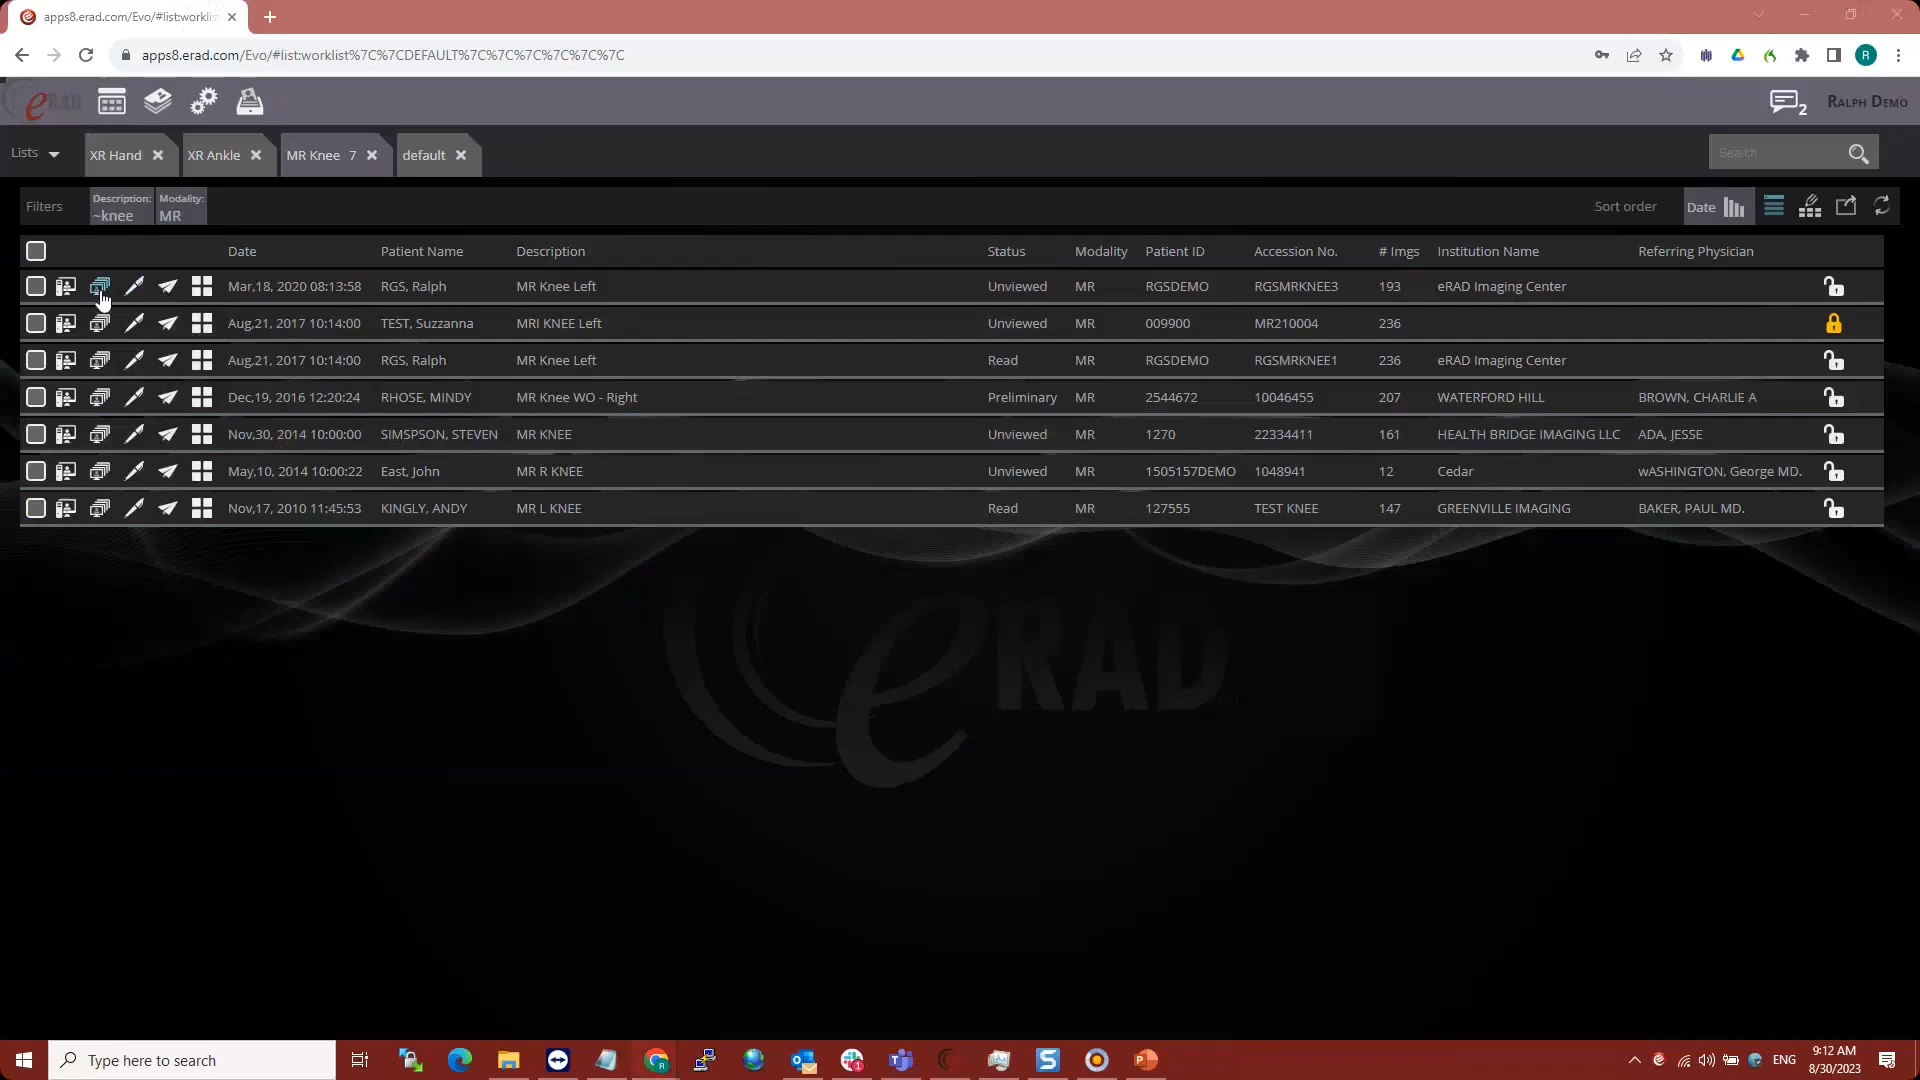 apps8.erad.com/Evo/#list:worklis
apps8.erad.com/Evo/#list:worklist%7C%7CDEFAULT%7C%7C%7C%7C%7C%7C
R
eRAD
2
RALPH DEMO
Lists
XR Hand
XR Ankle
MR Knee 7
default
Search
Filters
Description:
~knee
Modality:
MR
Sort order
Date
Date Patient Name Description Status Modality Patient ID Accession No. # Imgs Institution Name Referring Physician
Mar,18, 2020 08:13:58 RGS, Ralph MR Knee Left Unviewed MR RGSDEMO RGSMRKNEE3 193 eRAD Imaging Center
Aug,21, 2017 10:14:00 TEST, Suzzanna MRI KNEE Left Unviewed MR 009900 MR210004 236
Aug,21, 2017 10:14:00 RGS, Ralph MR Knee Left Read MR RGSDEMO RGSMRKNEE1 236 eRAD Imaging Center
Dec,19, 2016 12:20:24 RHOSE, MINDY MR Knee WO - Right Preliminary MR 2544672 10046455 207 WATERFORD HILL BROWN, CHARLIE A
Nov,30, 2014 10:00:00 SIMSPSON, STEVEN MR KNEE Unviewed MR 1270 22334411 161 HEALTH BRIDGE IMAGING LLC ADA, JESSE
May,10, 2014 10:00:22 East, John MR R KNEE Unviewed MR 1505157DEMO 1048941 12 Cedar wASHINGTON, George MD.
Nov,17, 2010 11:45:53 KINGLY, ANDY MR L KNEE Read MR 127555 TEST KNEE 147 GREENVILLE IMAGING BAKER, PAUL MD.
eRAD
Type here to search
ENG
9:12 AM
8/30/2023